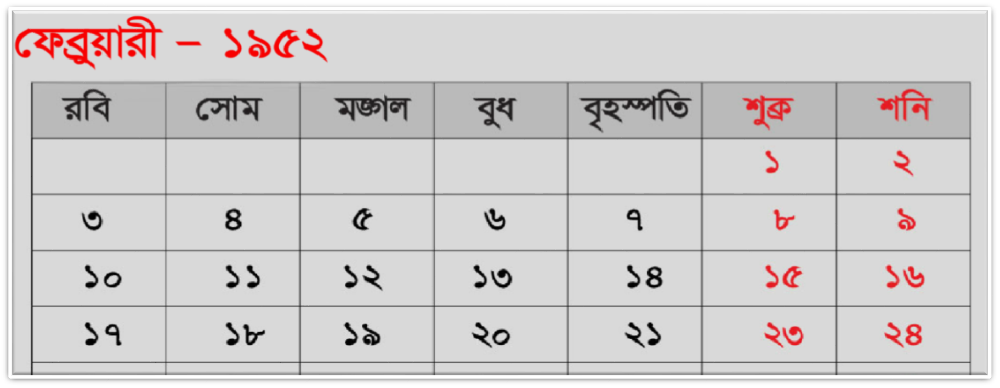 ফেব্রুয়ারী – ১৯৫২
রবি সোম মঙ্গল বুধ বৃহস্পতি শুক্র শনি
১ ২
৩ ৪ ৫ ৬ ৭ ৮ ৯
১০ ১১ ১২ ১৩ ১৪ ১৫ ১৬
১৭ ১৮ ১৯ ২০ ২১ ২৩ ২৪